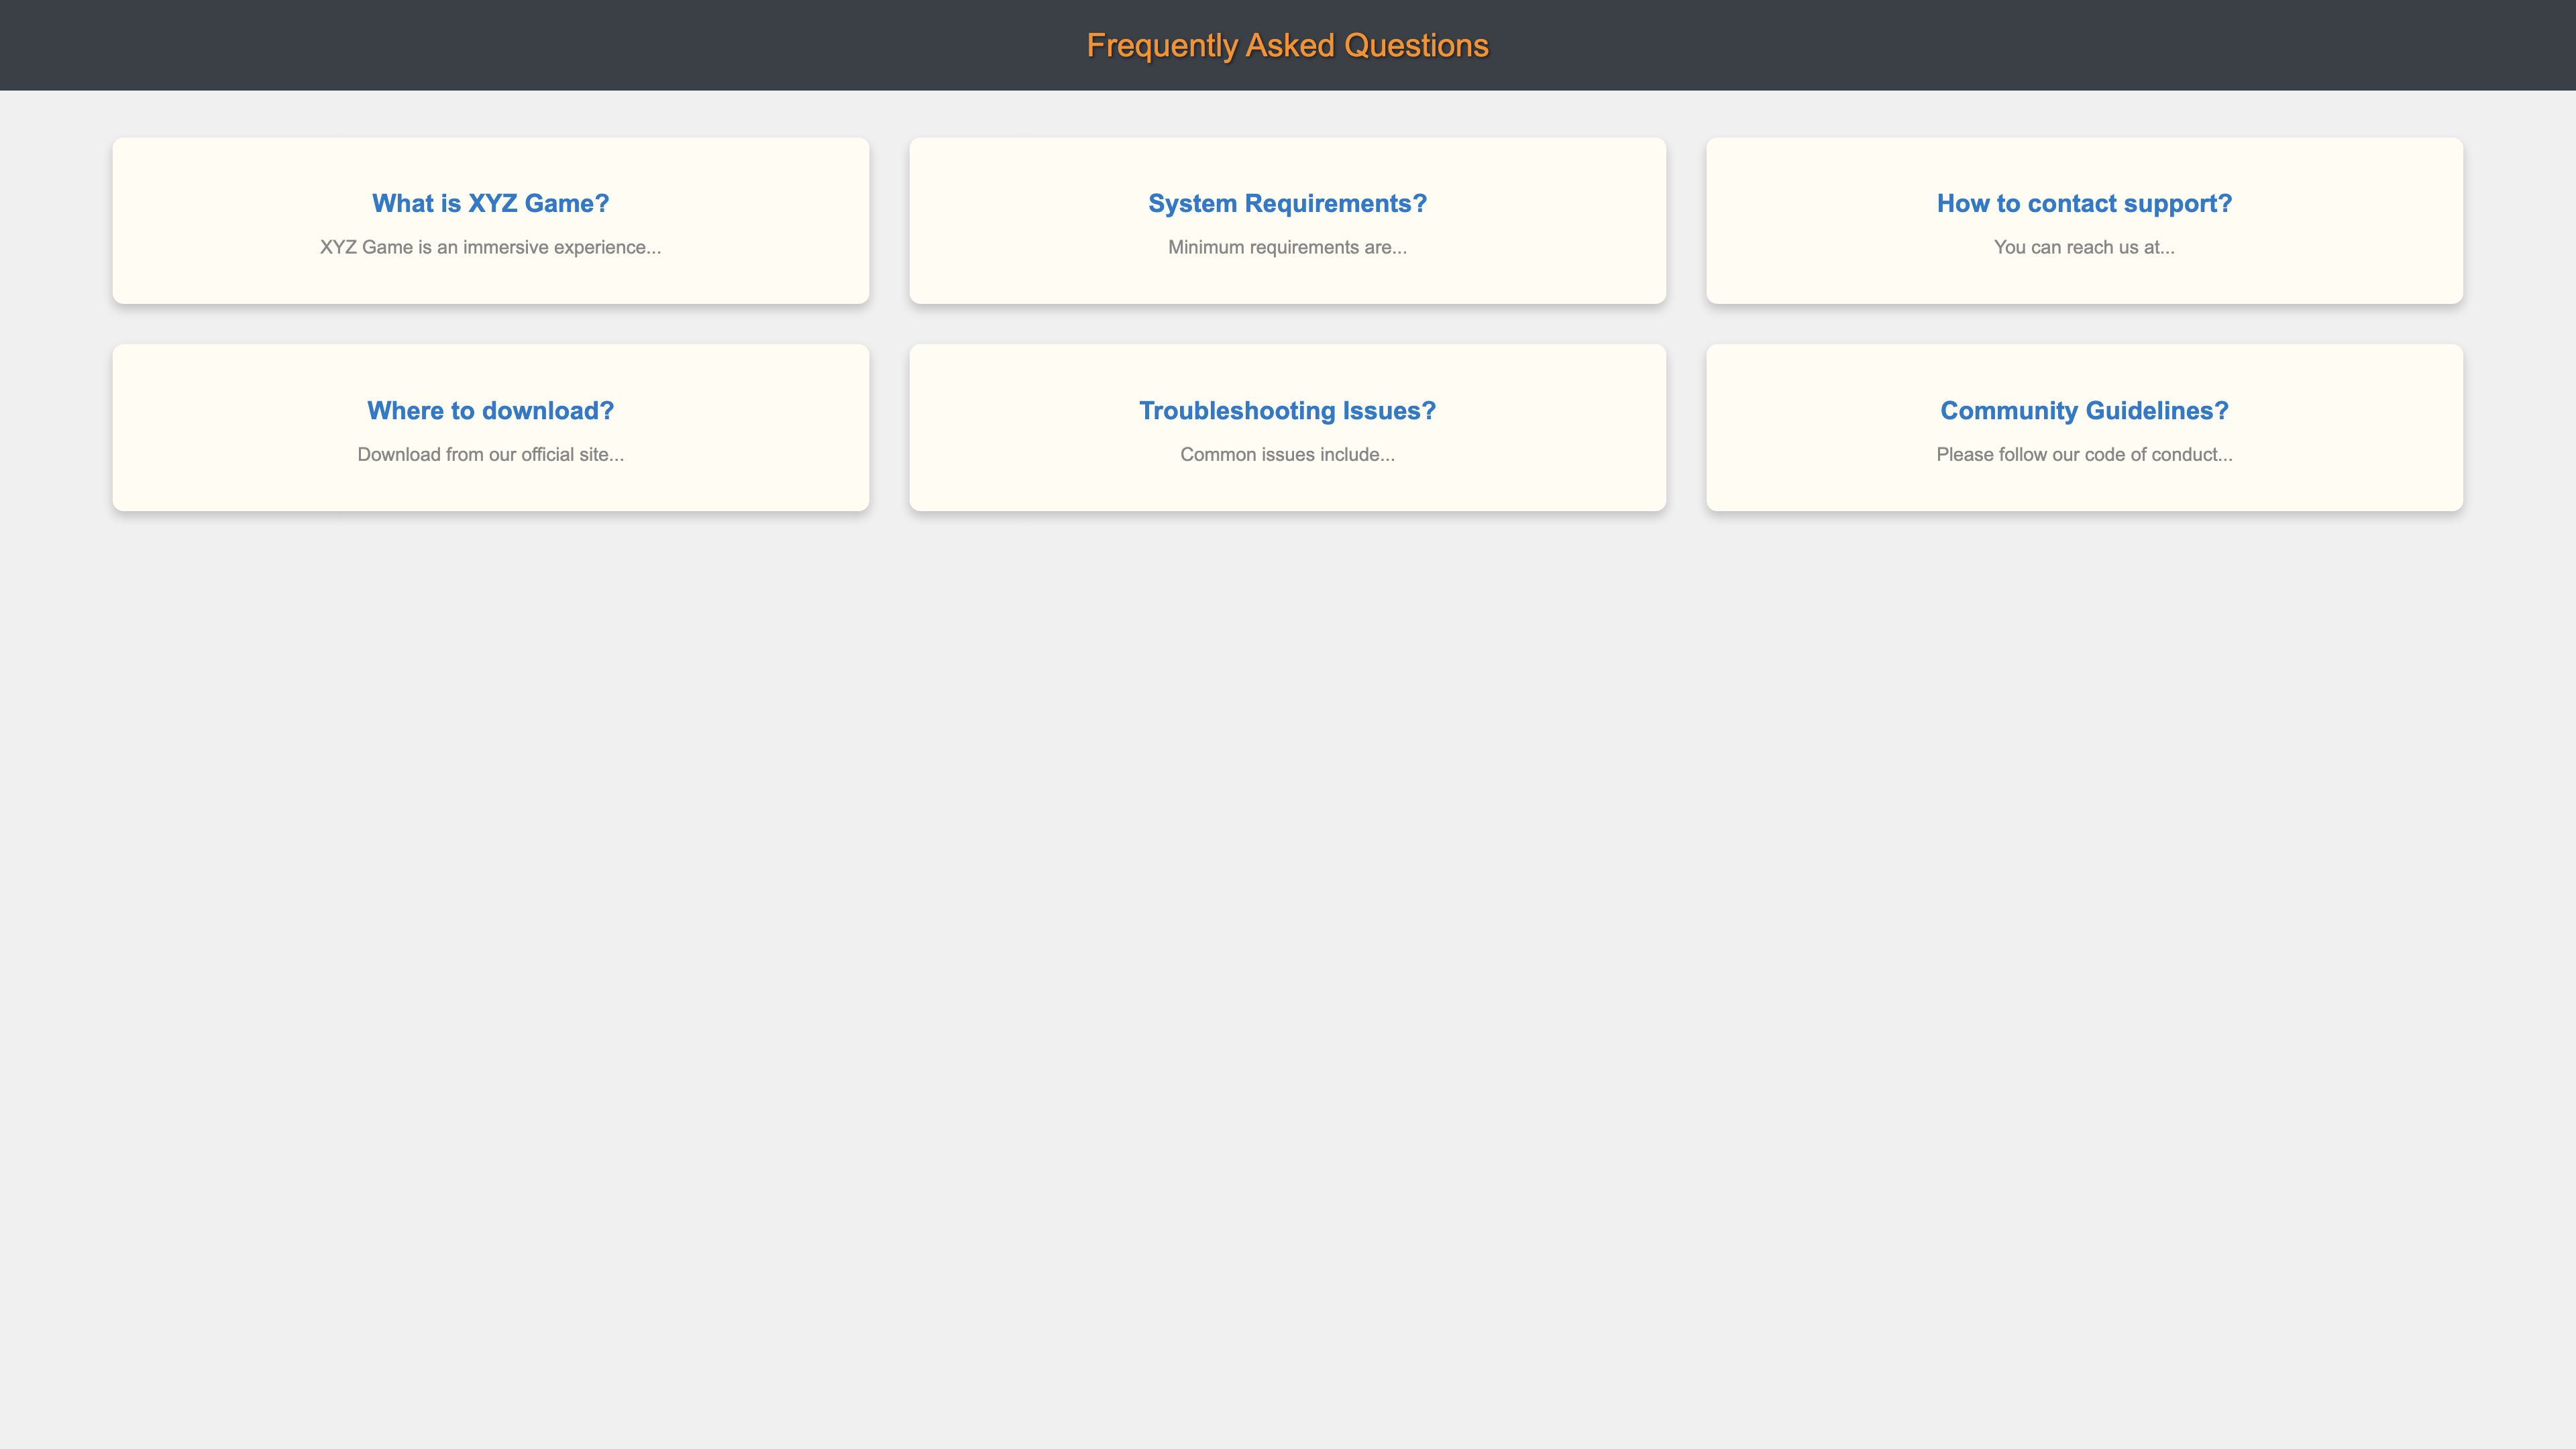 Frequently Asked Questions
What is XYZ Game?
XYZ Game is an immersive experience...
System Requirements?
Minimum requirements are...
How to contact support?
You can reach us at...
Where to download?
Download from our official site...
Troubleshooting Issues?
Common issues include...
Community Guidelines?
Please follow our code of conduct...